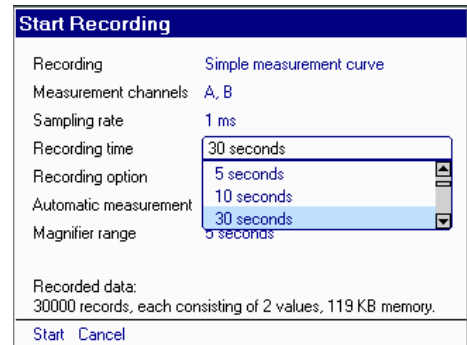 Start Recording
Recording Simple measurement curve
Measurement channels A, B
Sampling rate 1 ms
Recording time 30 seconds
Recording option 5 seconds
10 seconds
Automatic measurement 30 seconds
Magnifier range 5 seconds
Recorded data:
30000 records, each consisting of 2 values, 119 KB memory.
Start Cancel